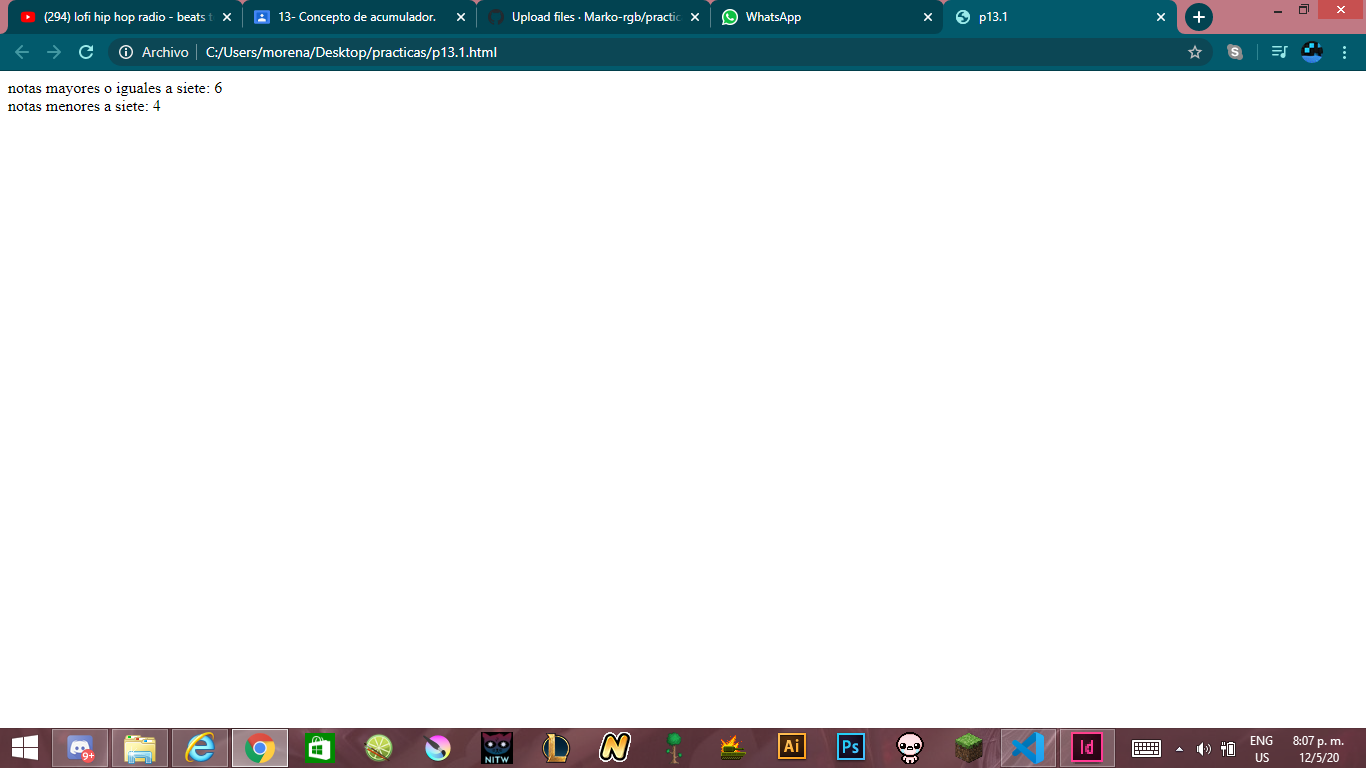 (294) lofi hip hop radio - beats t
13- Concepto de acumulador.
Upload files · Marko-rgb/practic
WhatsApp
p13.1
Archivo
C:/Users/morena/Desktop/practicas/p13.1.html
notas mayores o iguales a siete: 6
notas menores a siete: 4
9+
NITW
L
N
Ai
Ps
Id
ENG
US
8:07 p. m.
12/5/20